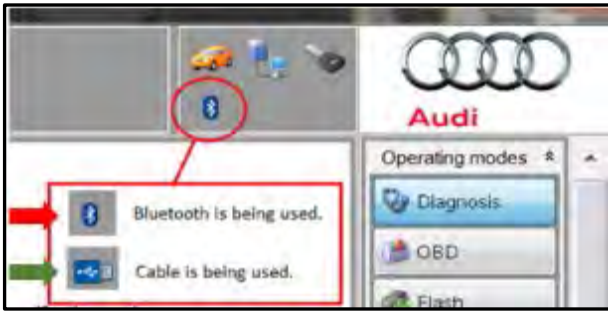 Audi
Operating modes
Bluetooth is being used.
Diagnosis
Cable is being used.
OBD
Flash